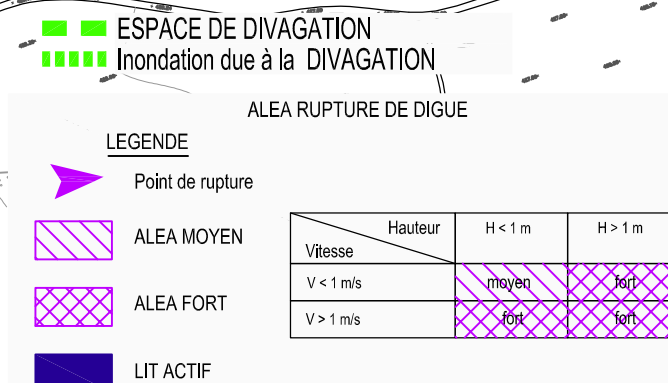 ESPACE DE DIVAGATION
Inondation due à la DIVAGATION
ALEA RUPTURE DE DIGUE
LEGENDE
Point de rupture
ALEA MOYEN
ALEA FORT
LIT ACTIF
Hauteur H < 1 m H > 1 m
Vitesse
V < 1 m/s moyen fort
V > 1 m/s fort fort